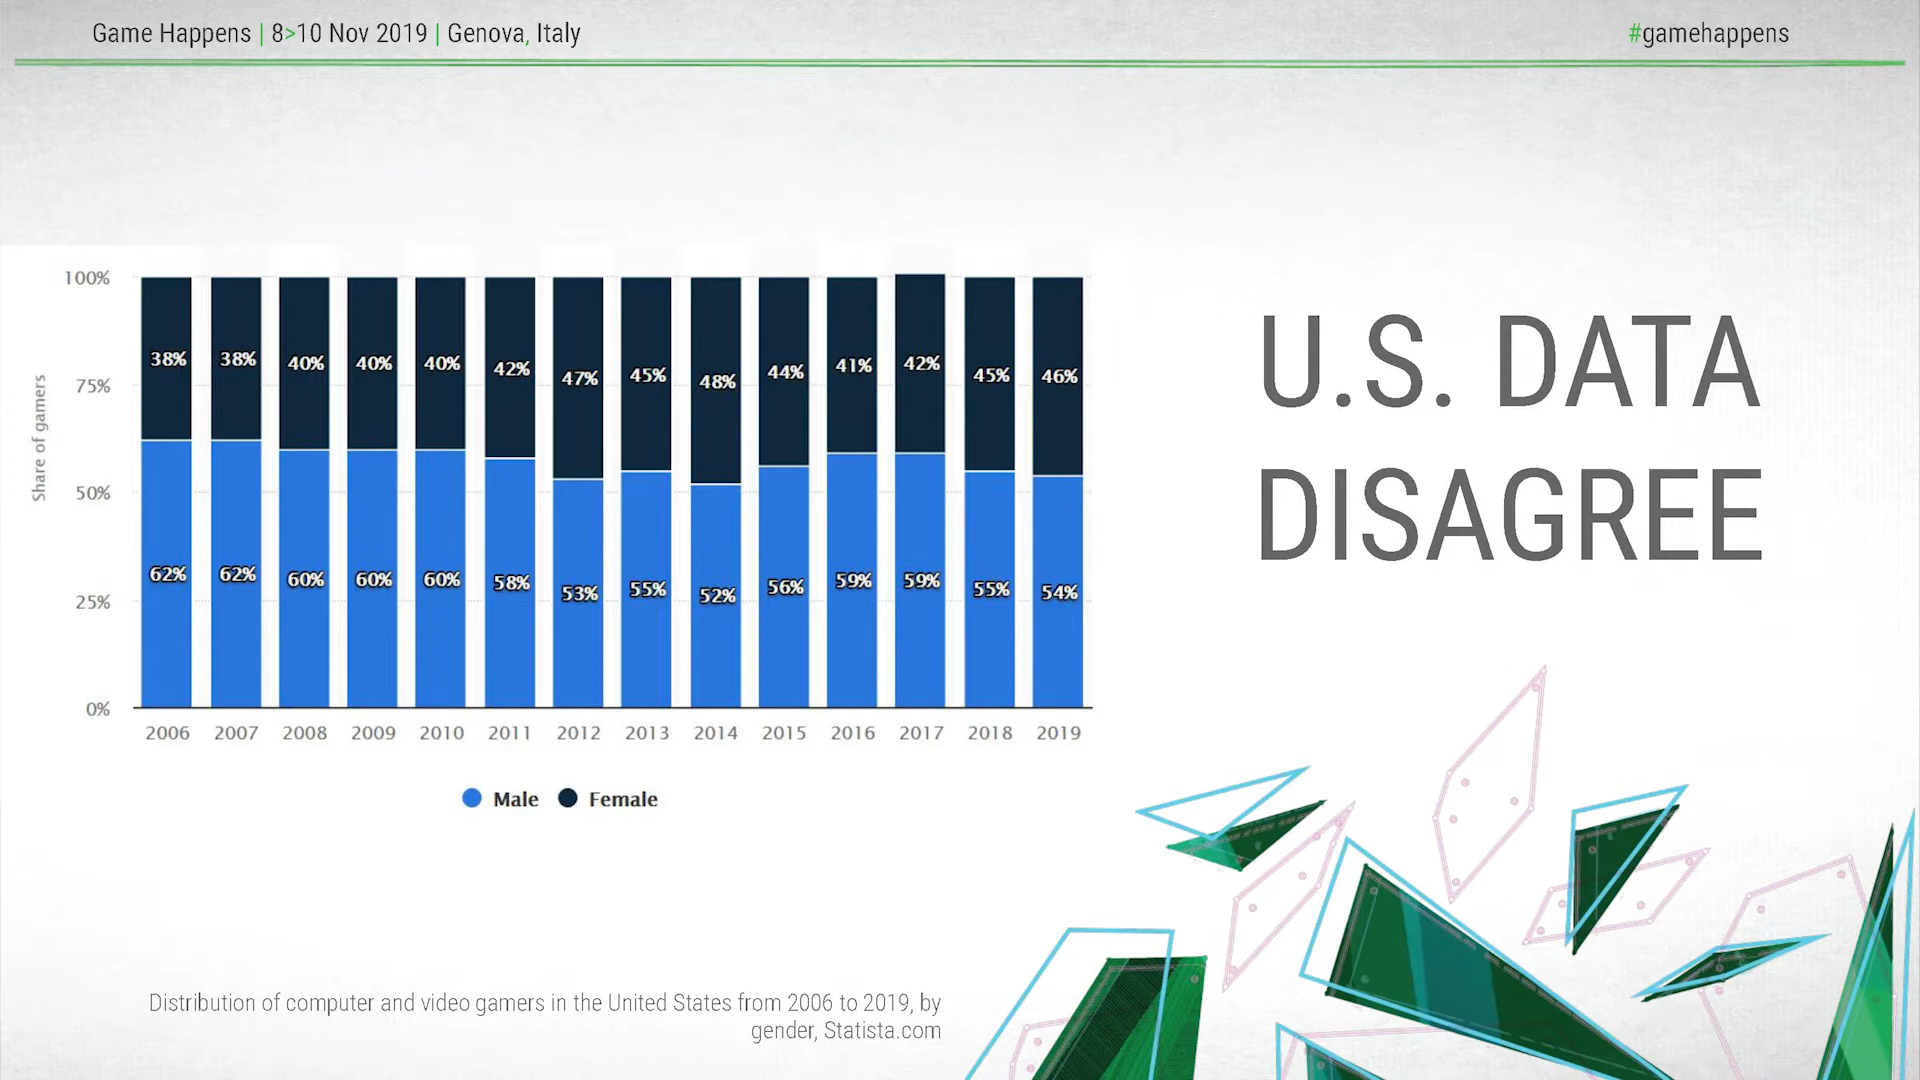 Game Happens | 8>10 Nov 2019 | Genova, Italy
#gamehappens
U.S. DATA
DISAGREE
Share of gamers
100%
75%
50%
25%
0%
38% 38% 40% 40% 40% 42% 47% 45% 48% 44% 41% 42% 45% 46%
62% 62% 60% 60% 60% 58% 53% 55% 52% 56% 59% 59% 55% 54%
2006 2007 2008 2009 2010 2011 2012 2013 2014 2015 2016 2017 2018 2019
Male Female
Distribution of computer and video gamers in the United States from 2006 to 2019, by
gender, Statista.com